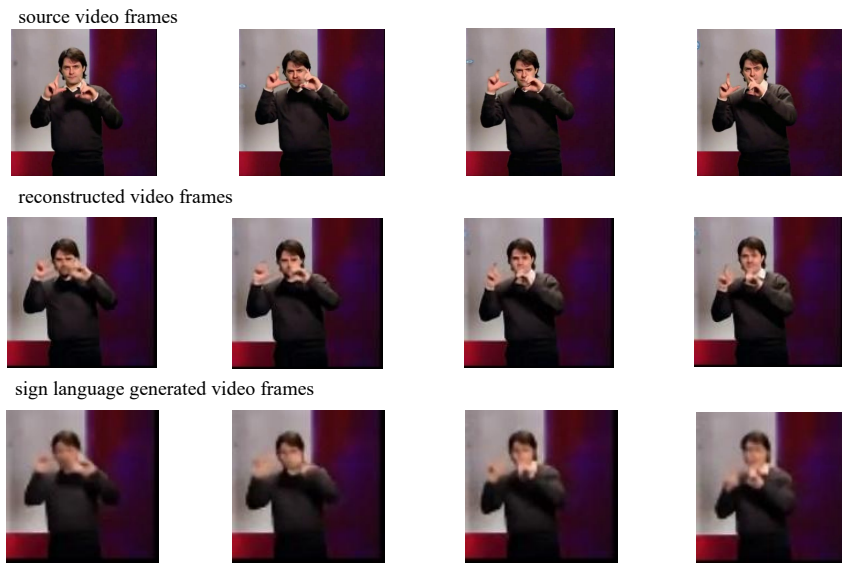 source video frames
reconstructed video frames
sign language generated video frames